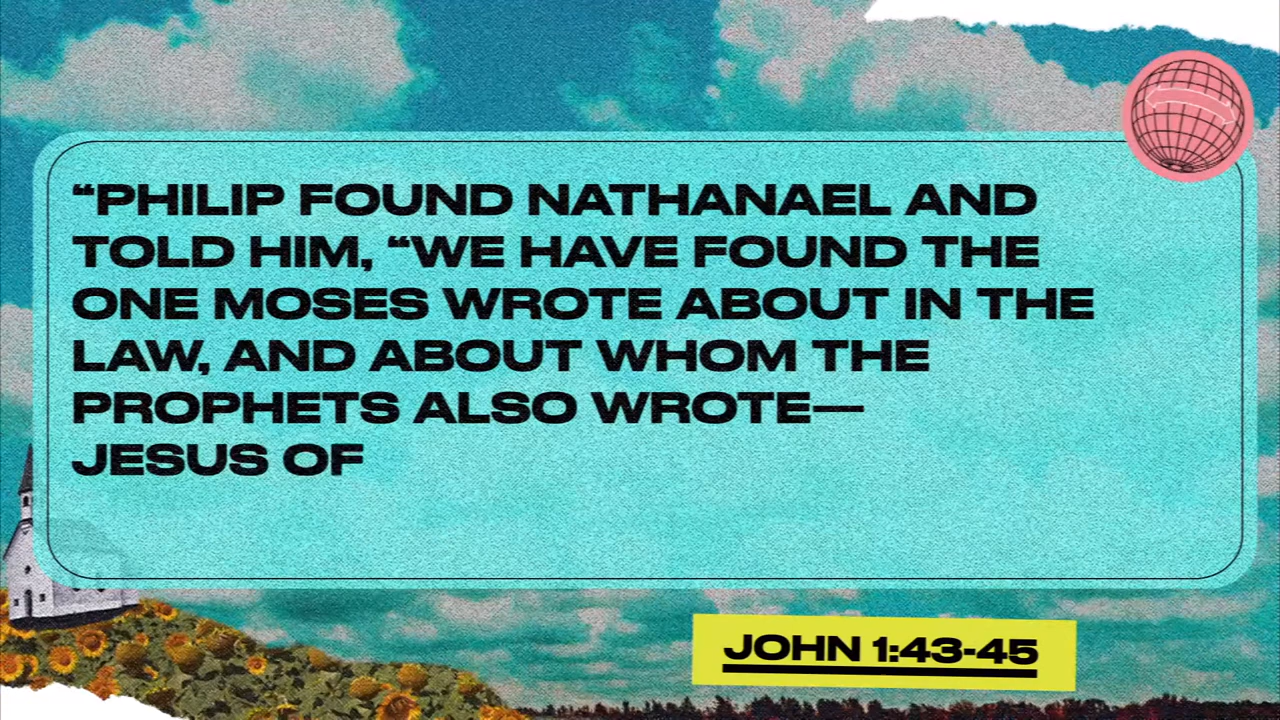 “PHILIP FOUND NATHANAEL AND
TOLD HIM, “WE HAVE FOUND THE
ONE MOSES WROTE ABOUT IN THE
LAW, AND ABOUT WHOM THE
PROPHETS ALSO WROTE—
JESUS OF
JOHN 1:43-45